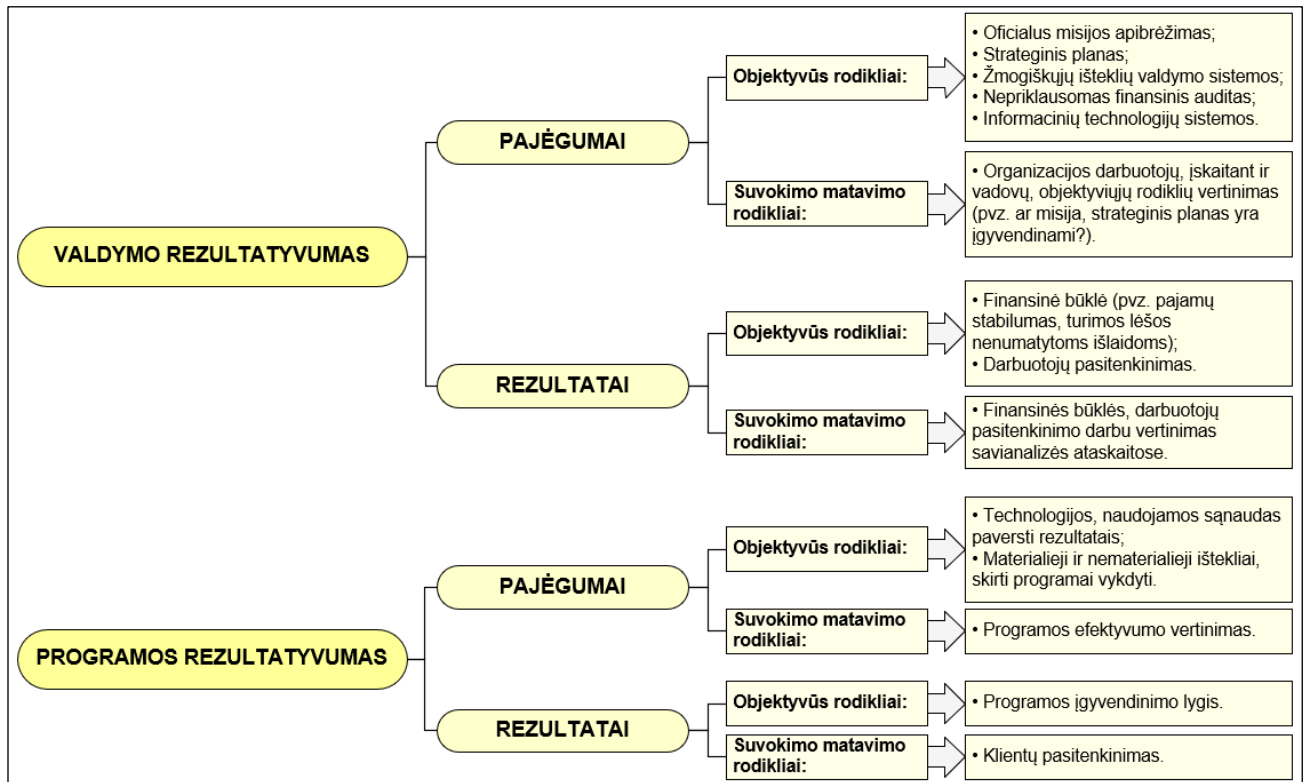 VALDYMO REZULTATYVUMAS
PAJĖGUMAI
Objektyvūs rodikliai:
• Oficialus misijos apibrėžimas;
• Strateginis planas;
• Žmogiškųjų išteklių valdymo sistemos;
• Nepriklausomas finansinis auditas;
• Informacinių technologijų sistemos.
Suvokimo matavimo
rodikliai:
• Organizacijos darbuotojų, įskaitant ir
vadovų, objektyviųjų rodiklių vertinimas
(pvz. ar misija, strateginis planas yra
įgyvendinami?).
REZULTATAI
Objektyvūs rodikliai:
• Finansinė būklė (pvz. pajamų
stabilumas, turimos lėšos
nenumatytoms išlaidoms);
• Darbuotojų pasitenkinimas.
Suvokimo matavimo
rodikliai:
• Finansinės būklės, darbuotojų
pasitenkinimo darbu vertinimas
savianalizės ataskaitose.
PROGRAMOS REZULTATYVUMAS
PAJĖGUMAI
Objektyvūs rodikliai:
• Technologijos, naudojamos sąnaudas
paversti rezultatais;
• Materialieji ir nematerialieji ištekliai,
skirti programai vykdyti.
Suvokimo matavimo
rodikliai:
• Programos efektyvumo vertinimas.
REZULTATAI
Objektyvūs rodikliai:
• Programos įgyvendinimo lygis.
Suvokimo matavimo
rodikliai:
• Klientų pasitenkinimas.